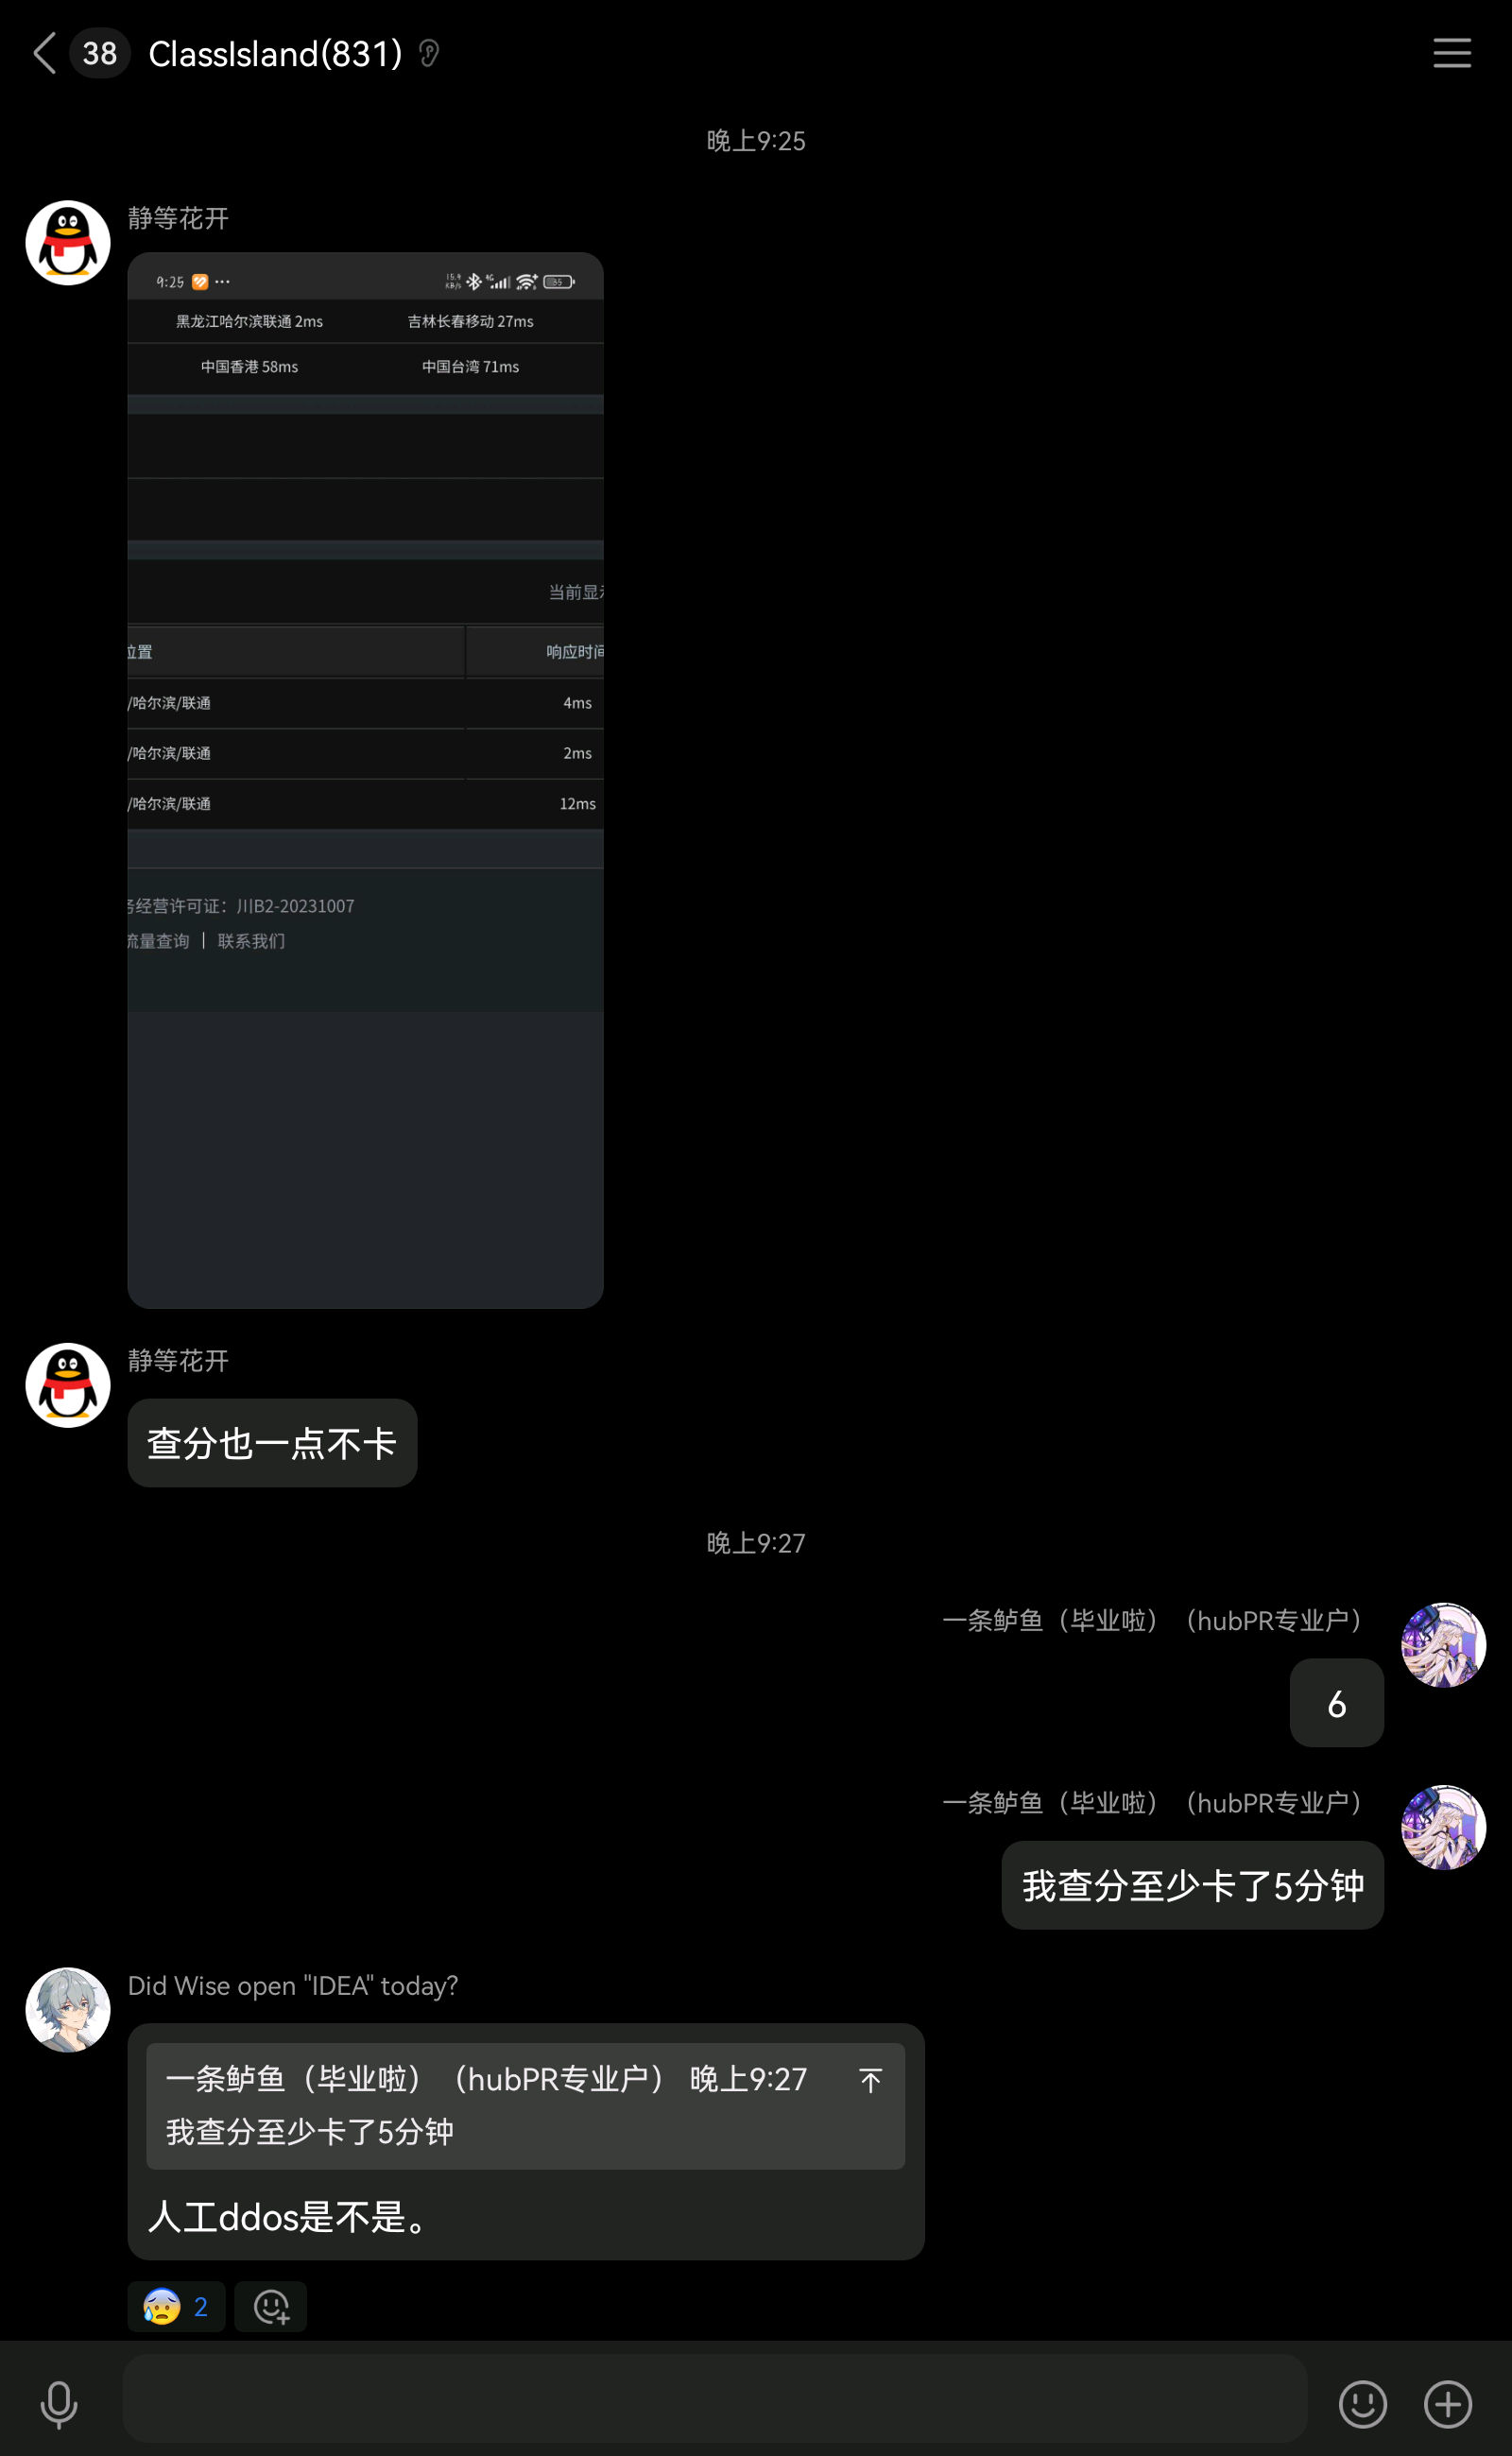 38 ClassIsland(831)
晚上9:25
静等花开
9:25 ··· 15.4 KB/s 4G 55
黑龙江哈尔滨联通 2ms 吉林长春移动 27ms
中国香港 58ms 中国台湾 71ms
当前显
位置 响应时间
/哈尔滨/联通 4ms
/哈尔滨/联通 2ms
/哈尔滨/联通 12ms
务经营许可证：川B2-20231007
流量查询 | 联系我们
静等花开
查分也一点不卡
晚上9:27
一条鲈鱼（毕业啦）（hubPR专业户）
6
一条鲈鱼（毕业啦）（hubPR专业户）
我查分至少卡了5分钟
Did Wise open "IDEA" today?
一条鲈鱼（毕业啦）（hubPR专业户） 晚上9:27
我查分至少卡了5分钟
人工ddos是不是。
2